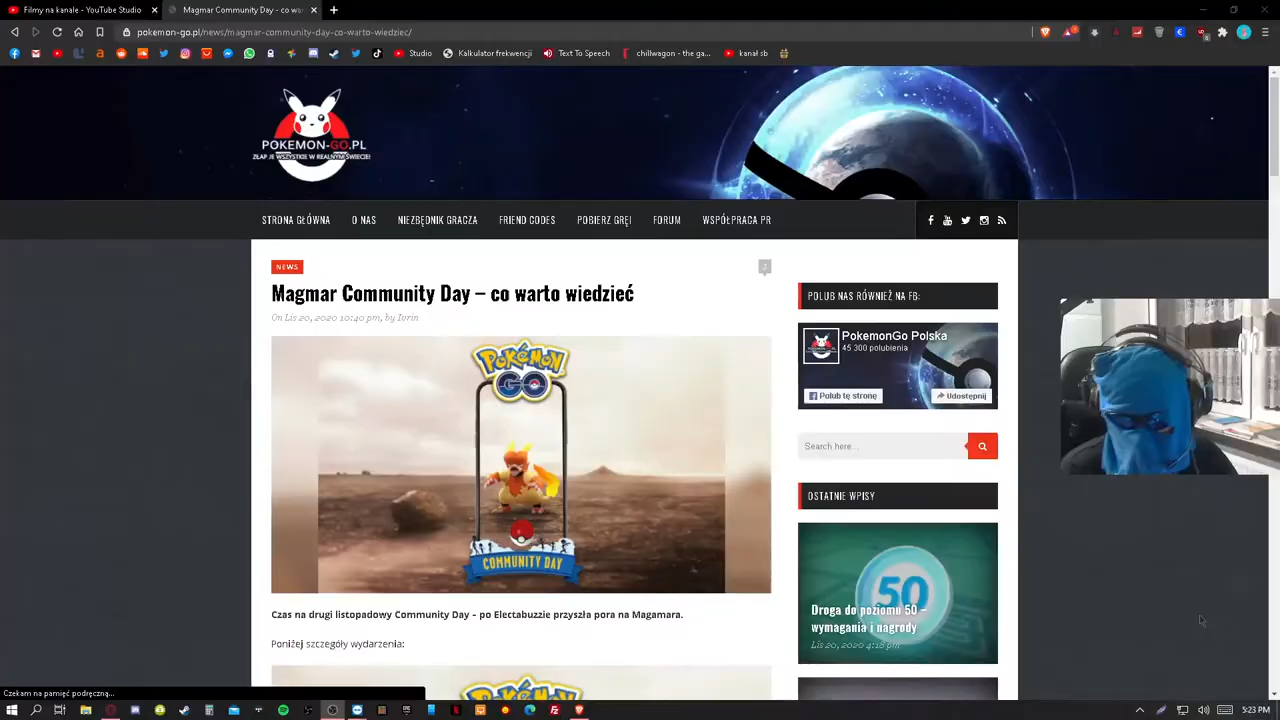 Filmy na kanale - YouTube Studio
Magmar Community Day - co wa
pokemon-go.pl/news/magmar-community-day-co-warto-wiedziec/
Studio
Kalkulator frekwencji
Text To Speech
chillwagon - the ga...
kanał sb
POKEMON-GO.PL
ZŁAP JE WSZYSTKIE W REALNYM ŚWIECIE!
STRONA GŁÓWNA
O NAS
NIEZBĘDNIK GRACZA
FRIEND CODES
POBIERZ GRĘ!
FORUM
WSPÓŁPRACA PR
NEWS
Magmar Community Day – co warto wiedzieć
On Lis 20, 2020 10:40 pm, by Ivrin
POKÉMON
GO
COMMUNITY DAY
Czas na drugi listopadowy Community Day – po Electabuzzie przyszła pora na Magamara.
Poniżej szczegóły wydarzenia:
POLUB NAS RÓWNIEŻ NA FB:
PokemonGo Polska
45 300 polubienia
Polub tę stronę
Udostępnij
Search here...
OSTATNIE WPISY
50
Droga do poziomu 50 –
wymagania i nagrody
Lis 20, 2020 4:16 pm
Czekam na pamięć podręczną...
5:23 PM